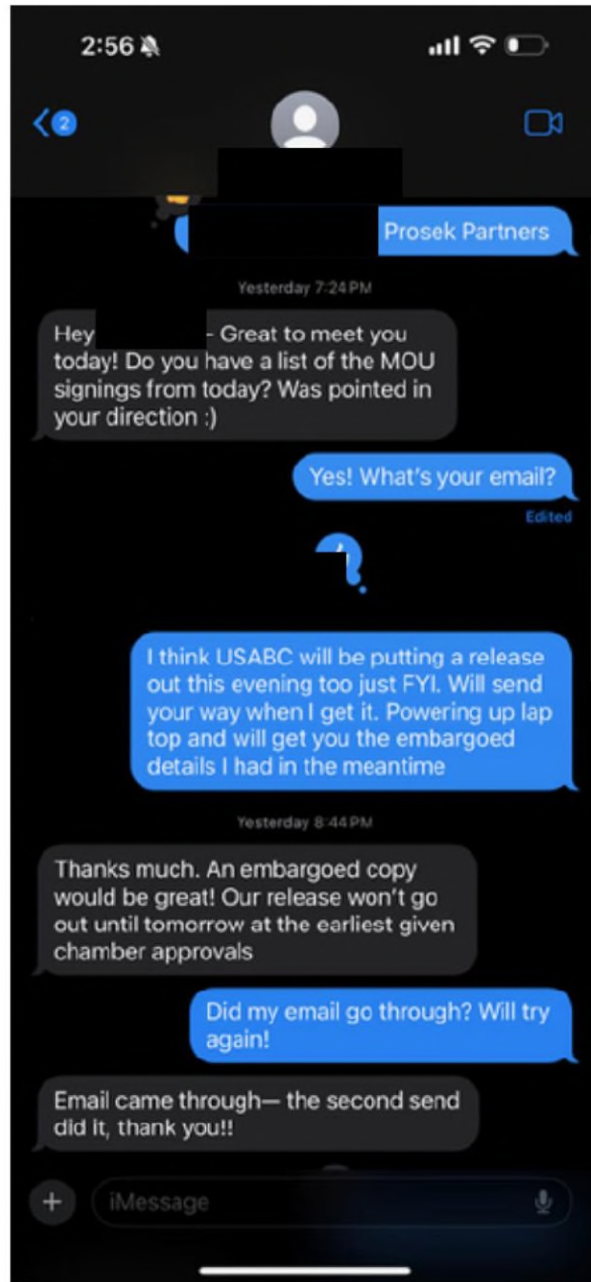 2:56
2
Prosek Partners
Yesterday 7:24 PM
Hey - Great to meet you
today! Do you have a list of the MOU
signings from today? Was pointed in
your direction :)
Yes! What's your email?
Edited
I think USABC will be putting a release
out this evening too just FYI. Will send
your way when I get it. Powering up lap
top and will get you the embargoed
details I had in the meantime
Yesterday 8:44 PM
Thanks much. An embargoed copy
would be great! Our release won't go
out until tomorrow at the earliest given
chamber approvals
Did my email go through? Will try
again!
Email came through— the second send
did it, thank you!!
iMessage